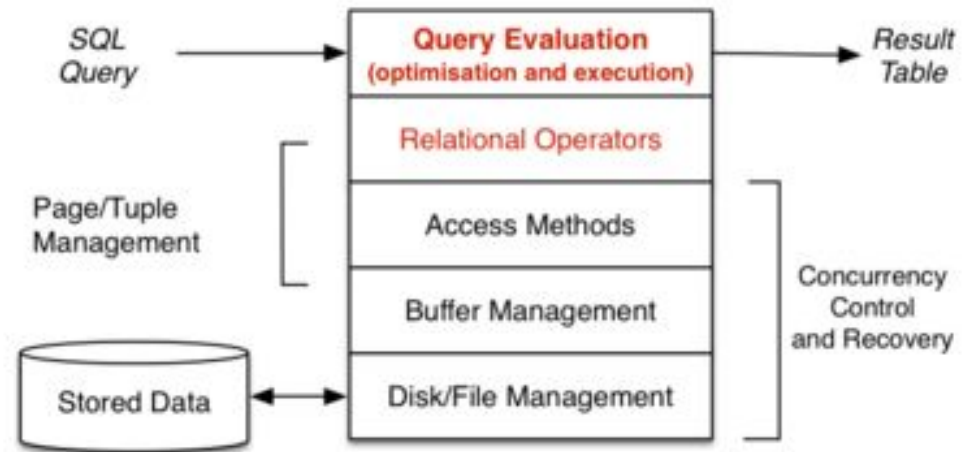 SQL
Query
Query Evaluation
(optimisation and execution)
Result
Table
Relational Operators
Page/Tuple
Management
Access Methods
Buffer Management
Concurrency
Control
and Recovery
Stored Data
Disk/File Management